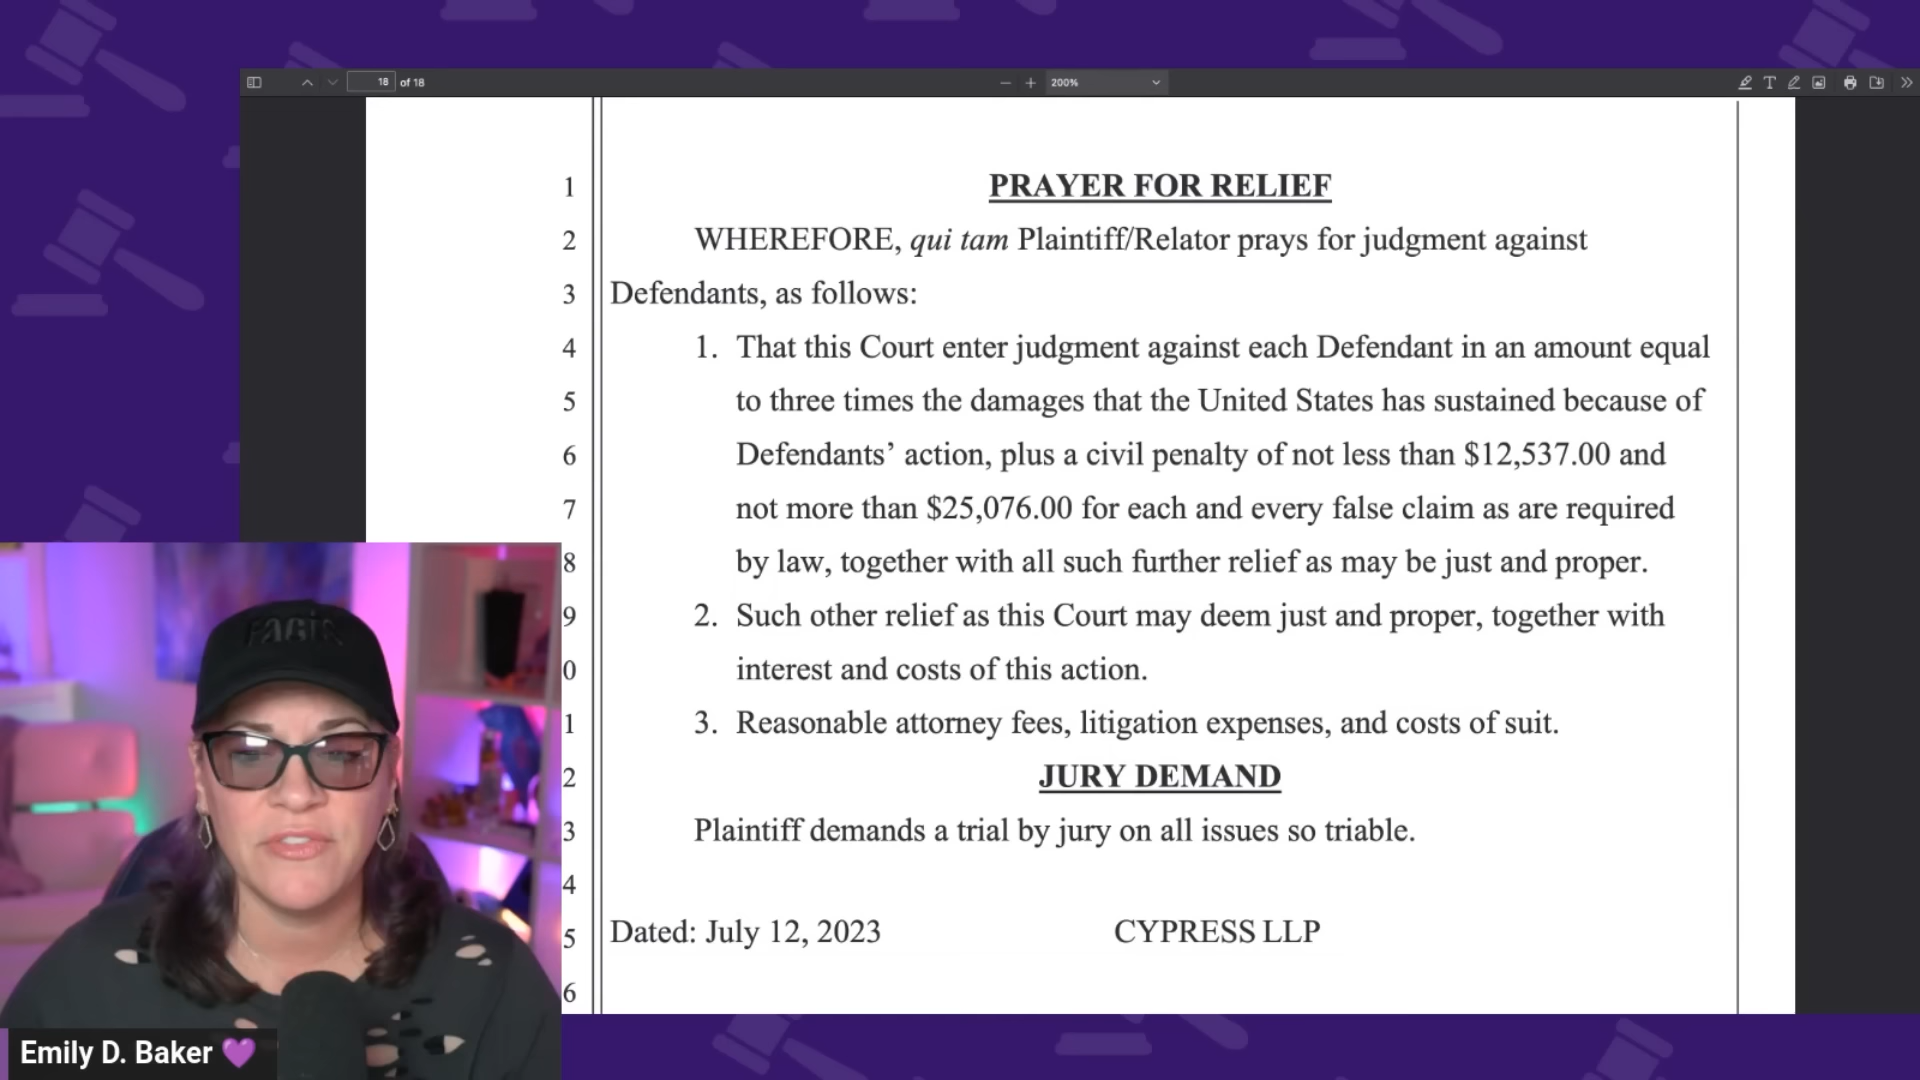 18 of 18
200%
1 PRAYER FOR RELIEF
2 WHEREFORE, qui tam Plaintiff/Relator prays for judgment against
3 Defendants, as follows:
4 1. That this Court enter judgment against each Defendant in an amount equal
5 to three times the damages that the United States has sustained because of
6 Defendants’ action, plus a civil penalty of not less than $12,537.00 and
7 not more than $25,076.00 for each and every false claim as are required
8 by law, together with all such further relief as may be just and proper.
9 2. Such other relief as this Court may deem just and proper, together with
0 interest and costs of this action.
1 3. Reasonable attorney fees, litigation expenses, and costs of suit.
2 JURY DEMAND
3 Plaintiff demands a trial by jury on all issues so triable.
4
5 Dated: July 12, 2023 CYPRESS LLP
6
Emily D. Baker 💜